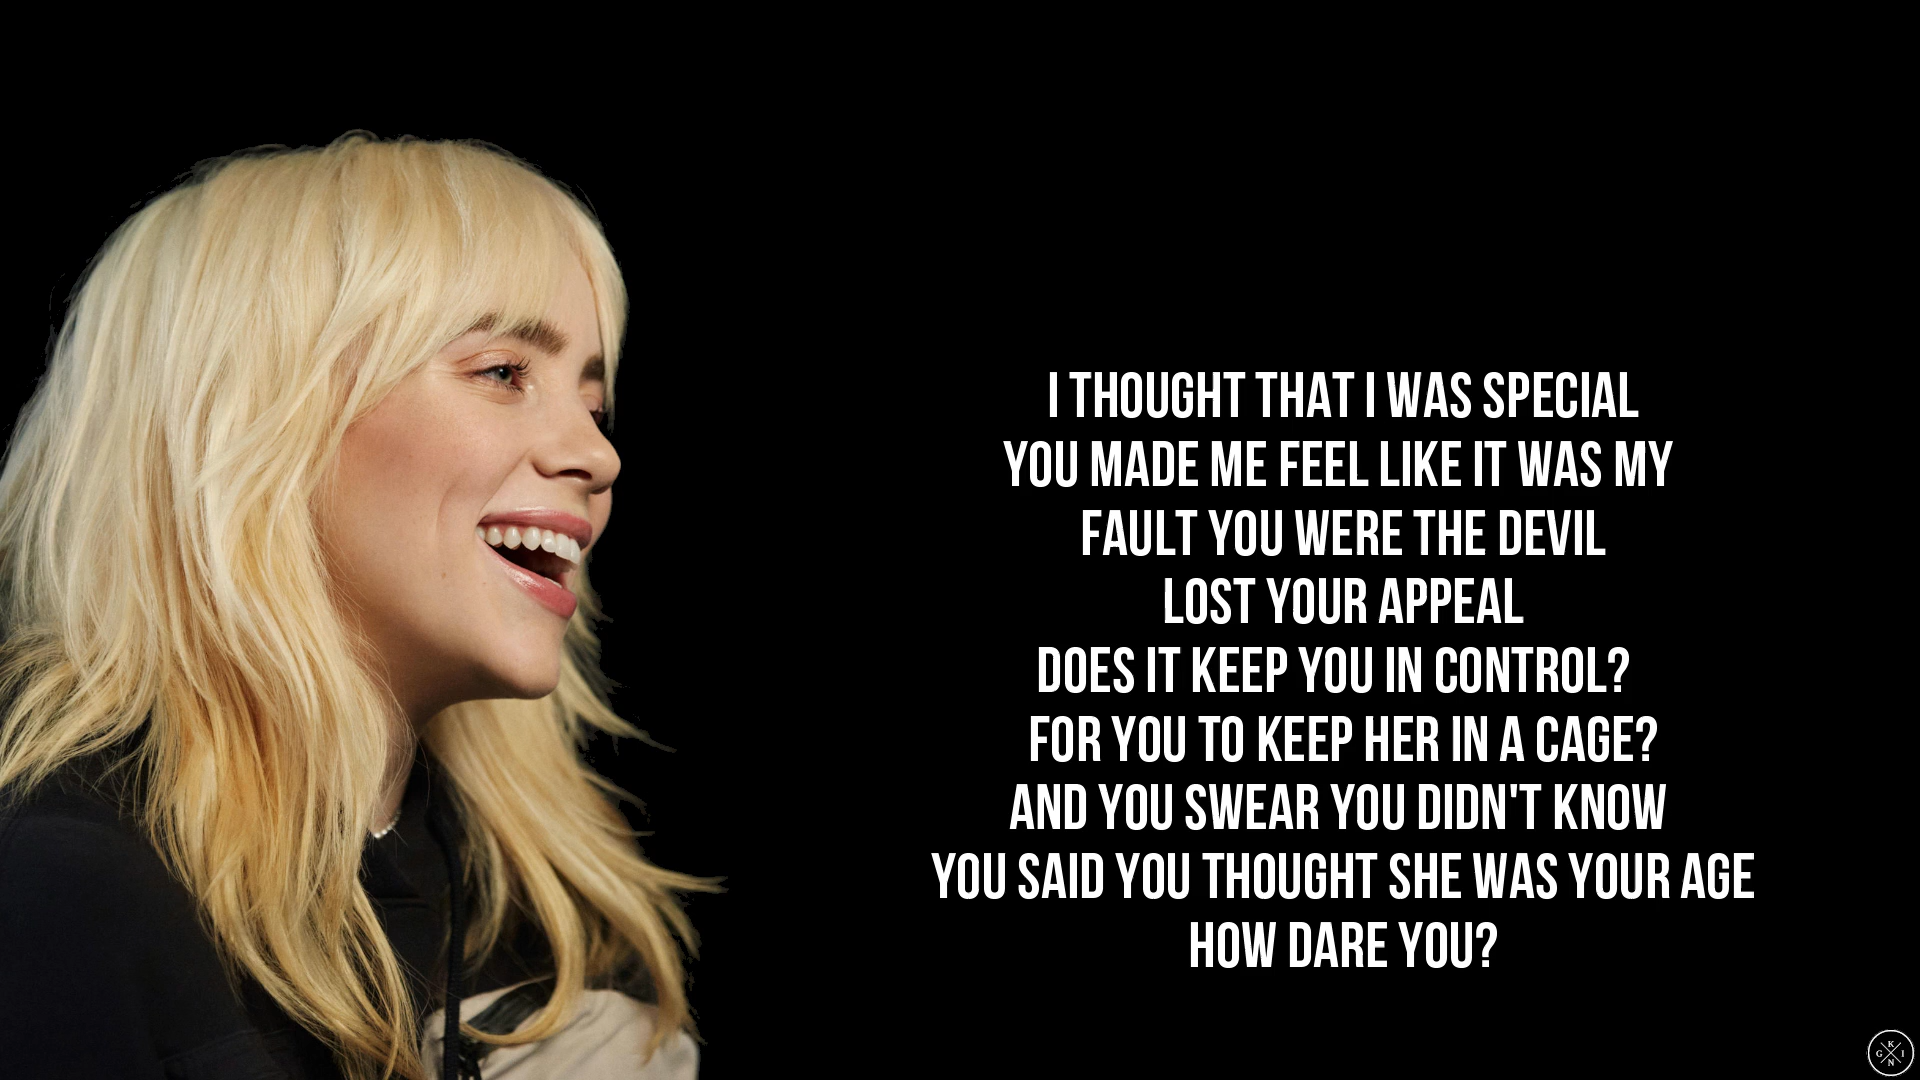 I THOUGHT THAT I WAS SPECIAL
YOU MADE ME FEEL LIKE IT WAS MY
FAULT YOU WERE THE DEVIL
LOST YOUR APPEAL
DOES IT KEEP YOU IN CONTROL?
FOR YOU TO KEEP HER IN A CAGE?
AND YOU SWEAR YOU DIDN'T KNOW
YOU SAID YOU THOUGHT SHE WAS YOUR AGE
HOW DARE YOU?
K
G I
N